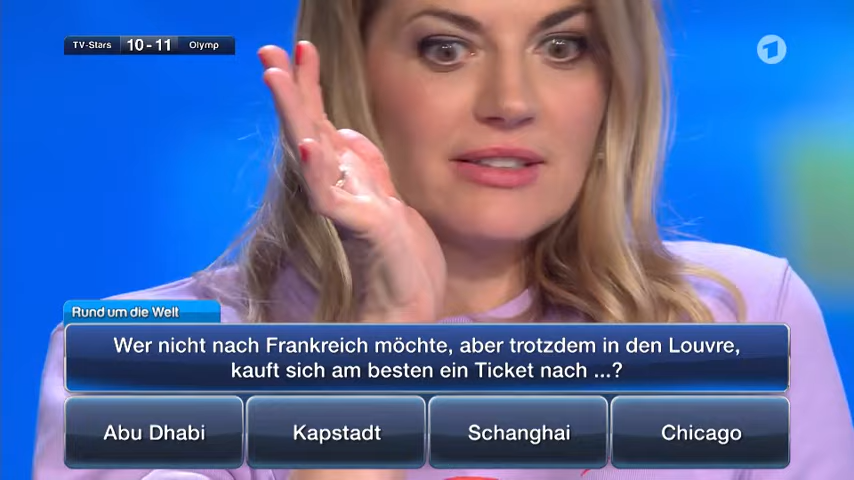 TV-Stars 10-11 Olymp
1
Rund um die Welt
Wer nicht nach Frankreich möchte, aber trotzdem in den Louvre,
kauft sich am besten ein Ticket nach ...?
Abu Dhabi
Kapstadt
Schanghai
Chicago